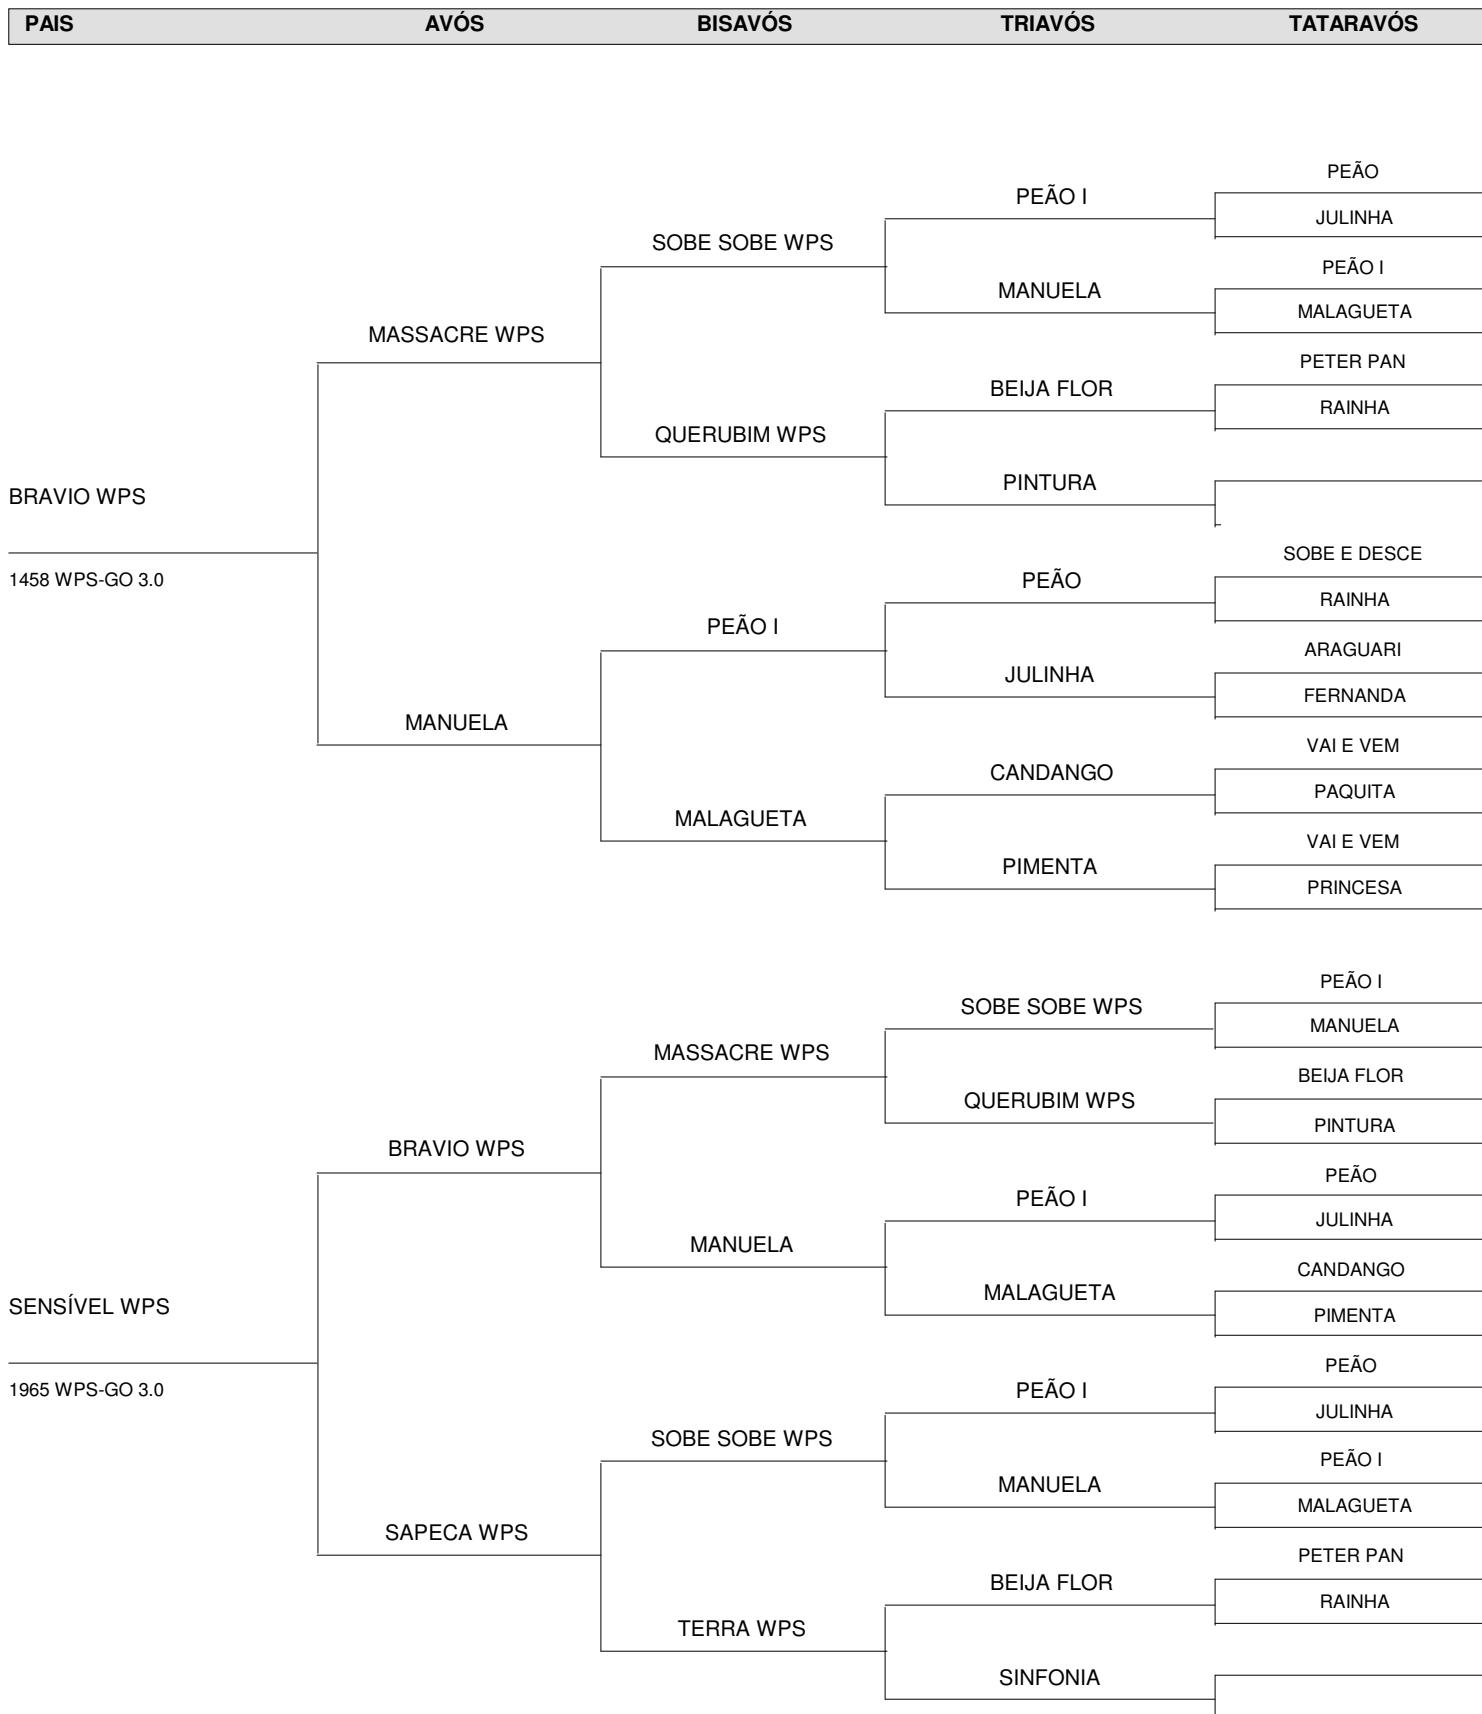 PAIS AVÓS BISAVÓS TRIAVÓS TATARAVÓS
PEÃO
PEÃO I
JULINHA
SOBE SOBE WPS
PEÃO I
MANUELA
MALAGUETA
MASSACRE WPS
PETER PAN
BEIJA FLOR
RAINHA
QUERUBIM WPS
PINTURA
BRAVIO WPS
SOBE E DESCE
1458 WPS-GO 3.0
PEÃO
RAINHA
PEÃO I
ARAGUARI
JULINHA
FERNANDA
MANUELA
VAI E VEM
CANDANGO
PAQUITA
MALAGUETA
VAI E VEM
PIMENTA
PRINCESA
PEÃO I
SOBE SOBE WPS
MANUELA
MASSACRE WPS
BEIJA FLOR
QUERUBIM WPS
PINTURA
BRAVIO WPS
PEÃO
PEÃO I
JULINHA
MANUELA
CANDANGO
MALAGUETA
SENSÍVEL WPS
PIMENTA
PEÃO
1965 WPS-GO 3.0
PEÃO I
JULINHA
SOBE SOBE WPS
PEÃO I
MANUELA
MALAGUETA
SAPECA WPS
PETER PAN
BEIJA FLOR
RAINHA
TERRA WPS
SINFONIA